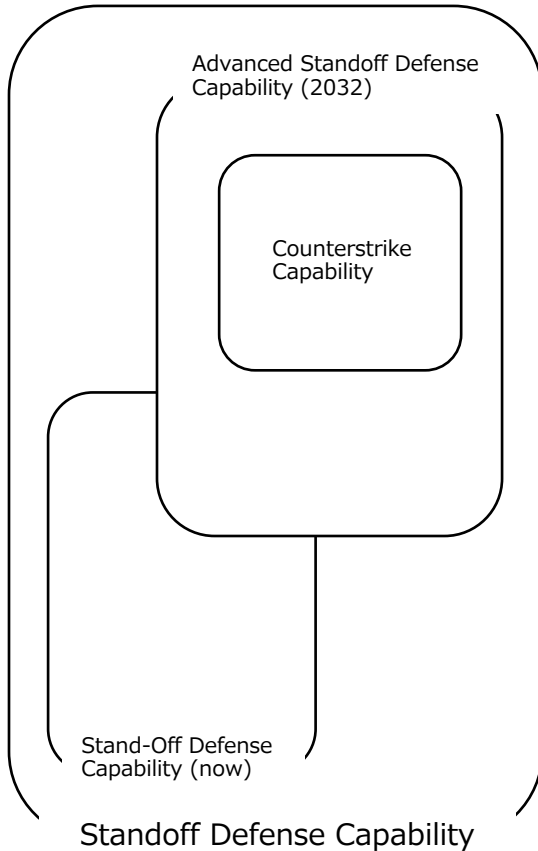 Advanced Standoff Defense
Capability (2032)
Counterstrike
Capability
Stand-Off Defense
Capability (now)
Standoff Defense Capability